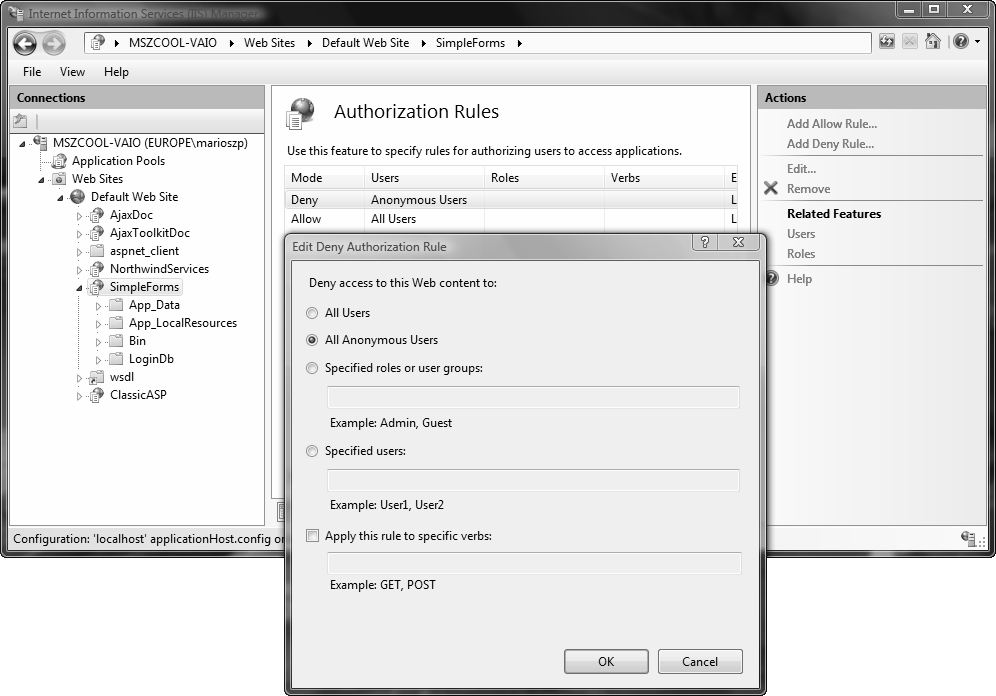 Internet Information Services (IIS) Manager
MSZCOOL-VAIO Web Sites Default Web Site SimpleForms
File View Help
Connections
MSZCOOL-VAIO (EUROPE\marioszp)
Application Pools
Web Sites
Default Web Site
AjaxDoc
AjaxToolkitDoc
aspnet_client
NorthwindServices
SimpleForms
App_Data
App_LocalResources
Bin
LoginDb
wsdl
ClassicASP
Authorization Rules
Use this feature to specify rules for authorizing users to access applications.
Mode Users Roles Verbs E
Deny Anonymous Users L
Allow All Users L
Edit Deny Authorization Rule
Deny access to this Web content to:
All Users
All Anonymous Users
Specified roles or user groups:
Example: Admin, Guest
Specified users:
Example: User1, User2
Apply this rule to specific verbs:
Example: GET, POST
OK Cancel
Actions
Add Allow Rule...
Add Deny Rule...
Edit...
Remove
Related Features
Users
Roles
Help
Configuration: 'localhost' applicationHost.config or